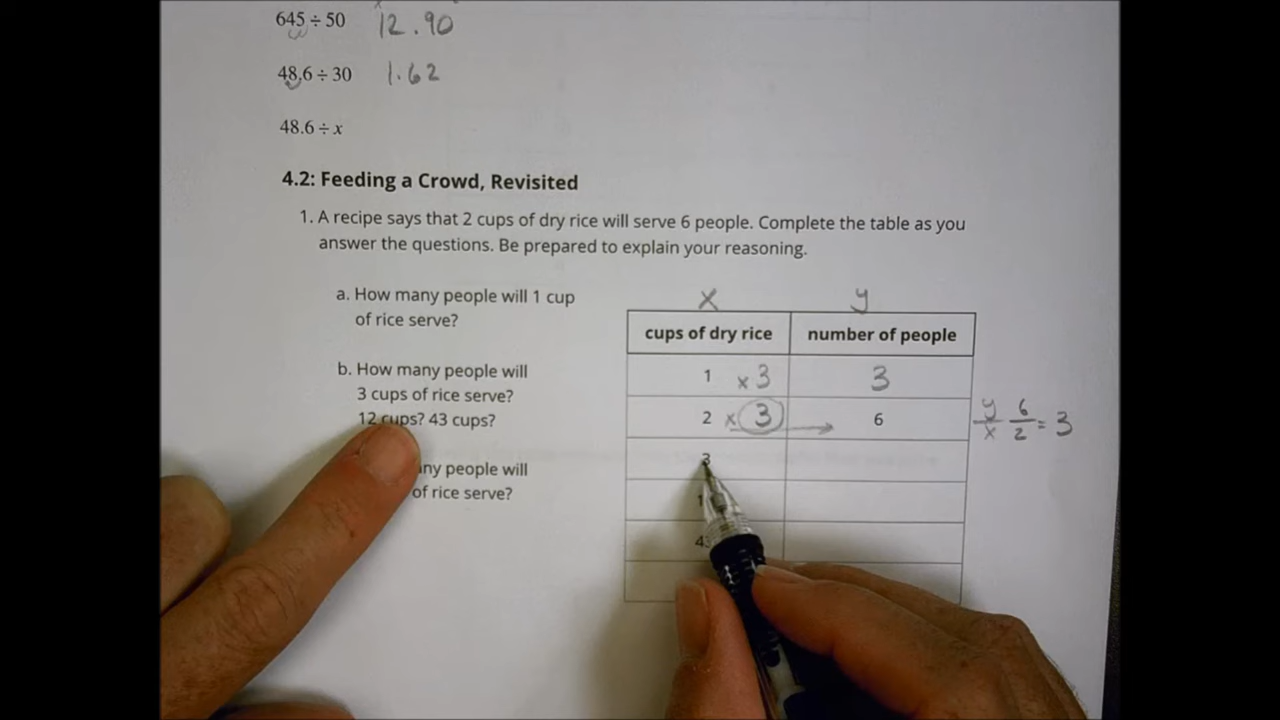 645 ÷ 50 12.90
48.6 ÷ 30 1.62
48.6 ÷ x
4.2: Feeding a Crowd, Revisited
1. A recipe says that 2 cups of dry rice will serve 6 people. Complete the table as you
answer the questions. Be prepared to explain your reasoning.
a. How many people will 1 cup
of rice serve?
b. How many people will
3 cups of rice serve?
12 cups? 43 cups?
people will
of rice serve?
x y
cups of dry rice number of people
1 x 3 3
2 x 3 6 y/x 6/2 = 3
3